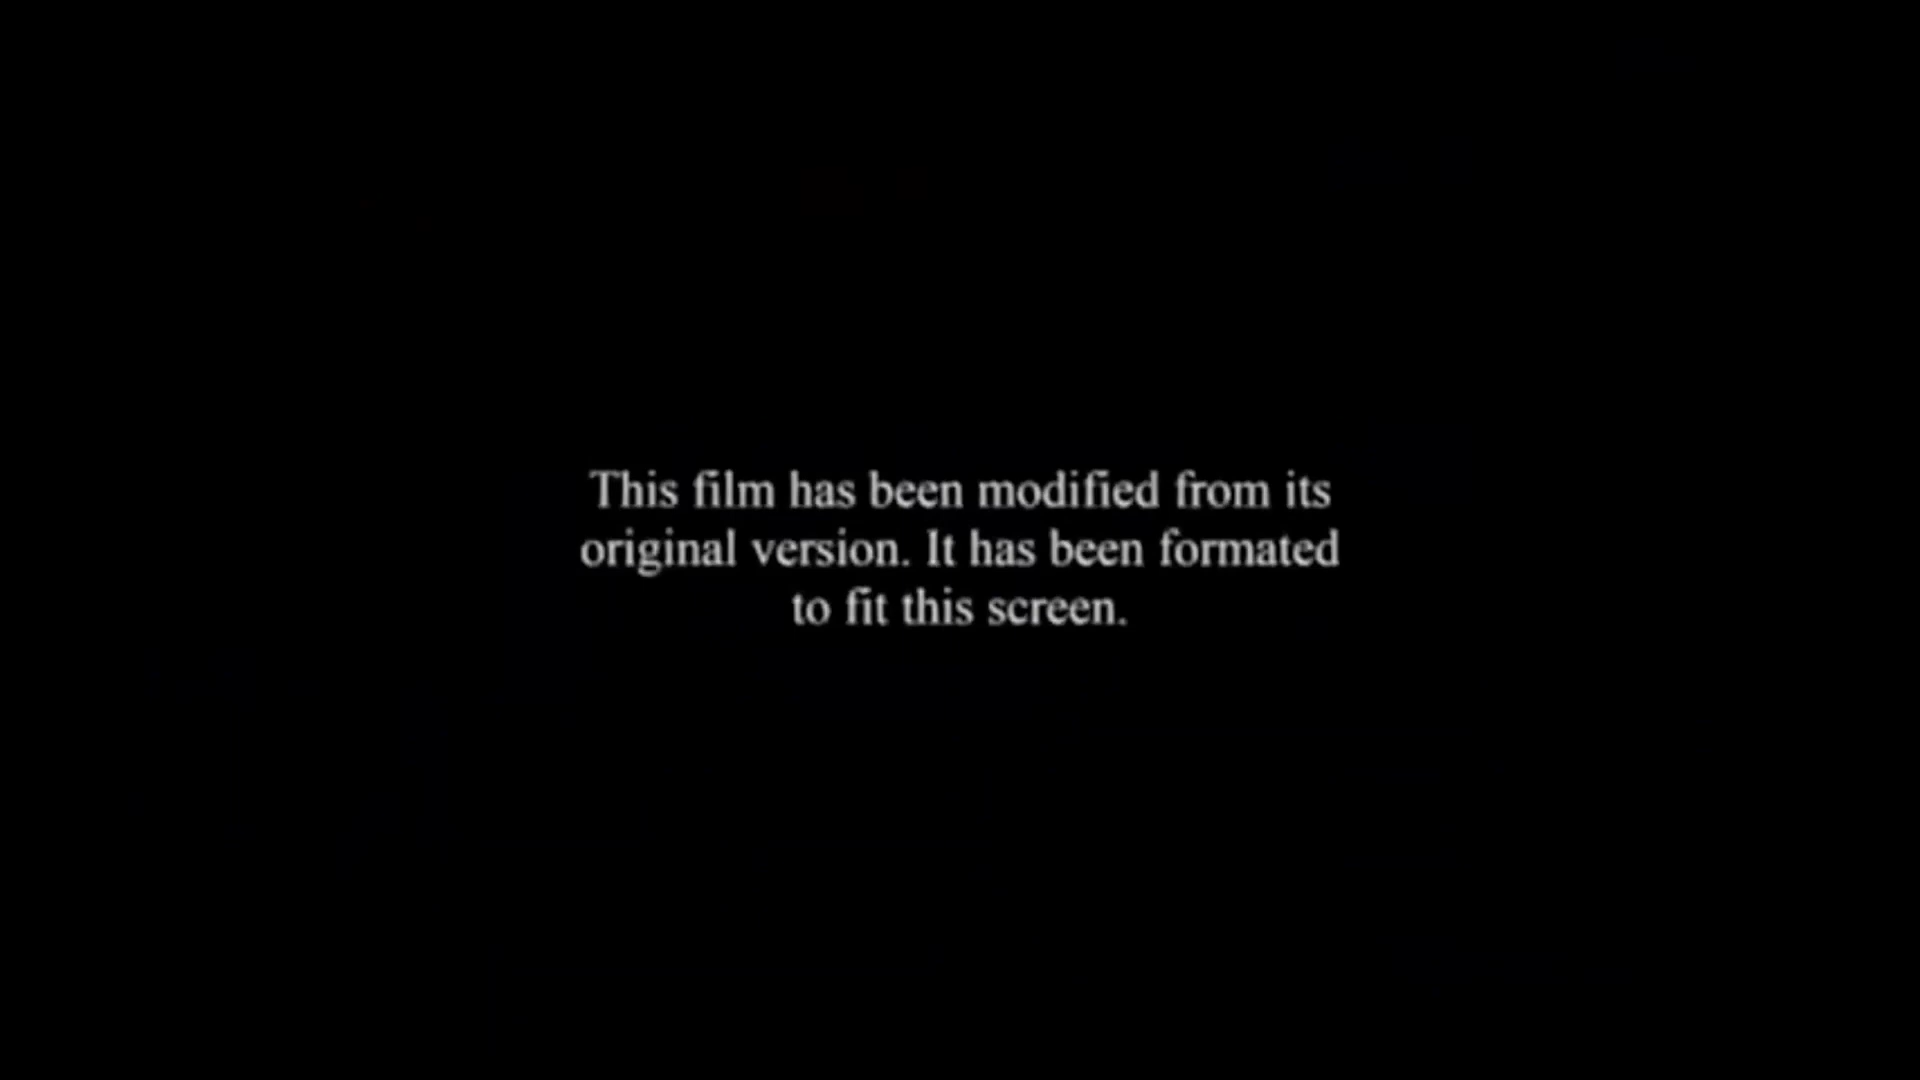 This film has been modified from its
original version. It has been formated
to fit this screen.